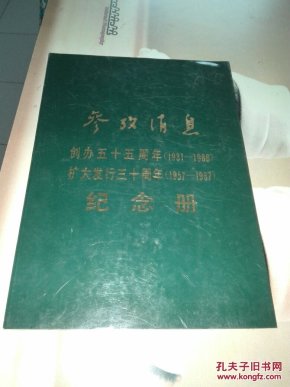 参考消息
创办五十五周年(1931—1986)
扩大发行三十周年(1957—1987)
纪念册
孔夫子旧书网
www.kongfz.com